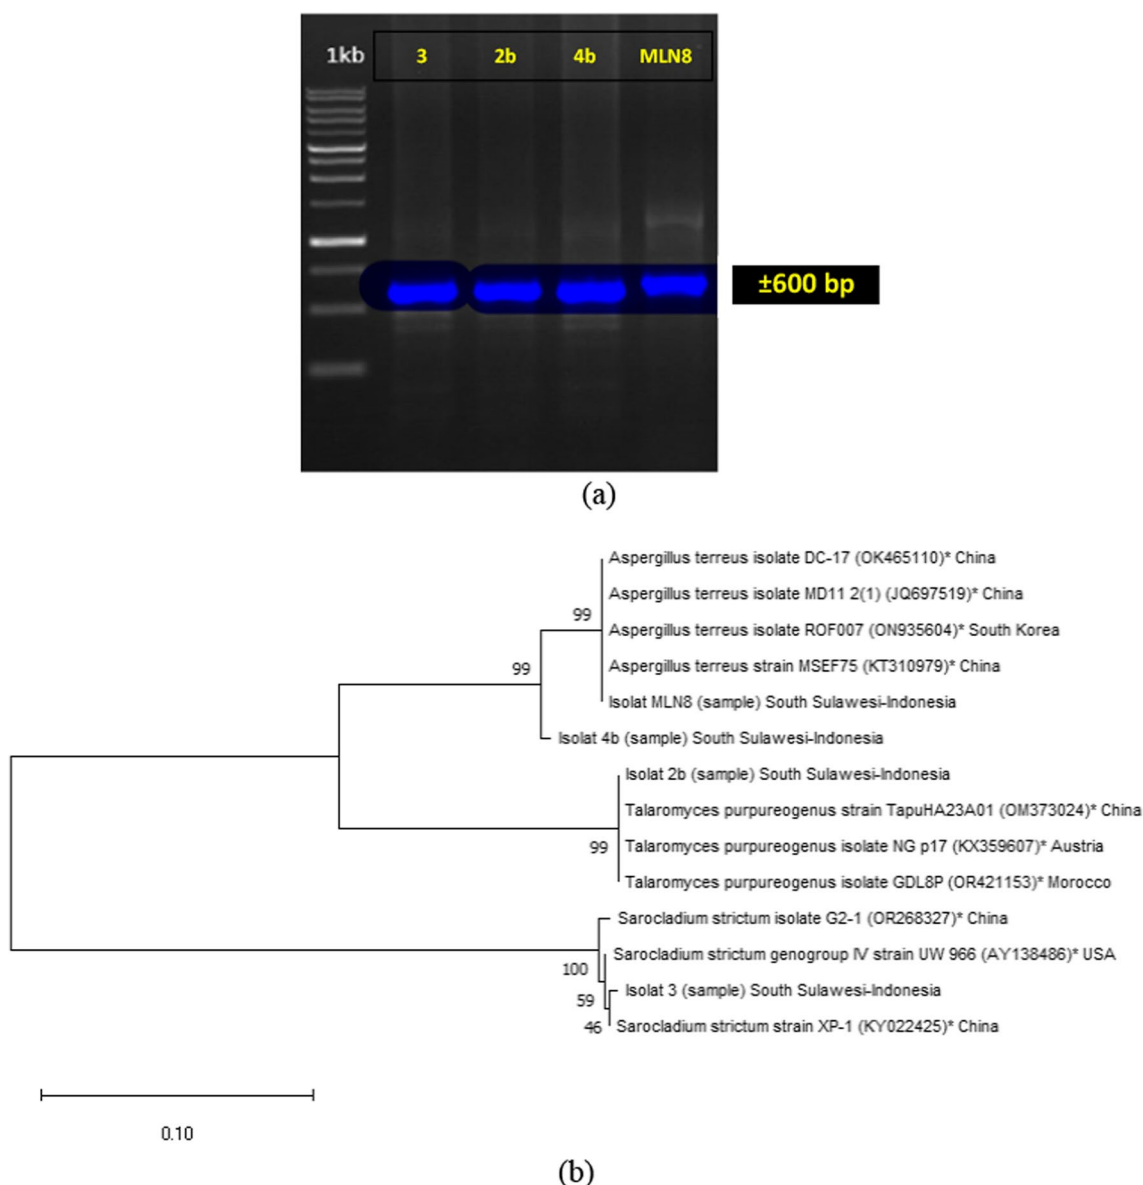 1kb 3 2b 4b MLN8
±600 bp
(a)
Aspergillus terreus isolate DC-17 (OK465110)* China
Aspergillus terreus isolate MD11 2(1) (JQ697519)* China
99
Aspergillus terreus isolate ROF007 (ON935604)* South Korea
99
Aspergillus terreus strain MSEF75 (KT310979)* China
Isolat MLN8 (sample) South Sulawesi-Indonesia
Isolat 4b (sample) South Sulawesi-Indonesia
Isolat 2b (sample) South Sulawesi-Indonesia
Talaromyces purpureogenus strain TapuHA23A01 (OM373024)* China
99
Talaromyces purpureogenus isolate NG p17 (KX359607)* Austria
Talaromyces purpureogenus isolate GDL8P (OR421153)* Morocco
Sarocladium strictum isolate G2-1 (OR268327)* China
Sarocladium strictum genogroup IV strain UW 966 (AY138486)* USA
100
Isolat 3 (sample) South Sulawesi-Indonesia
59
46
Sarocladium strictum strain XP-1 (KY022425)* China
0.10
(b)